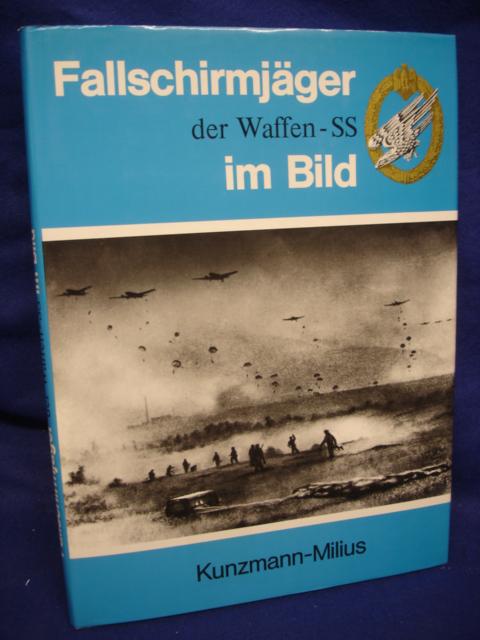 Fallschirmjäger
der Waffen-SS
im Bild
Kunzmann-Milius